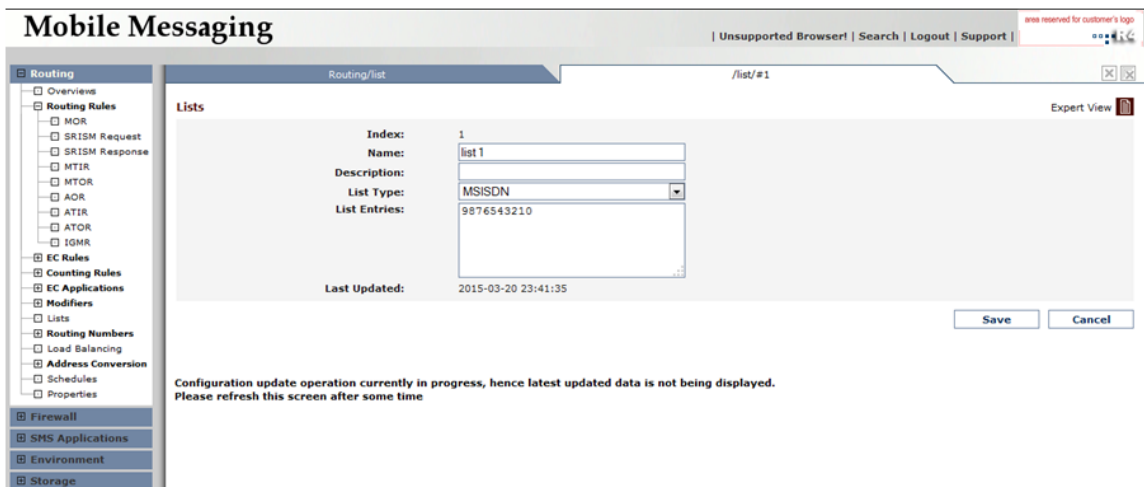 Mobile Messaging
| Unsupported Browser! | Search | Logout | Support |
area reserved for customer's logo
Routing
Overviews
Routing Rules
MOR
SRISM Request
SRISM Response
MTIR
MTOR
AOR
ATIR
ATOR
IGMR
EC Rules
Counting Rules
EC Applications
Modifiers
Lists
Routing Numbers
Load Balancing
Address Conversion
Schedules
Properties
Firewall
SMS Applications
Environment
Storage
Routing/list
/list/#1
Lists
Expert View
Index: 1
Name: list 1
Description:
List Type: MSISDN
List Entries: 9876543210
Last Updated: 2015-03-20 23:41:35
Save Cancel
Configuration update operation currently in progress, hence latest updated data is not being displayed.
Please refresh this screen after some time